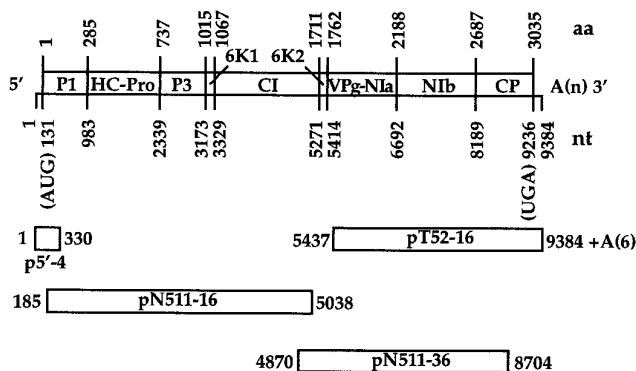 1 285 737 1015 1067 1711 1762 2188 2687 3035 aa
6K1 6K2
5′ P1 HC-Pro P3 CI VPg-NIa NIb CP A(n) 3′
1 (AUG) 131 983 2339 3173 3329 5271 5414 6692 8189 (UGA) 9236 9384 nt
1 330 5437 pT52-16 9384 +A(6)
p5′-4
185 pN511-16 5038
4870 pN511-36 8704